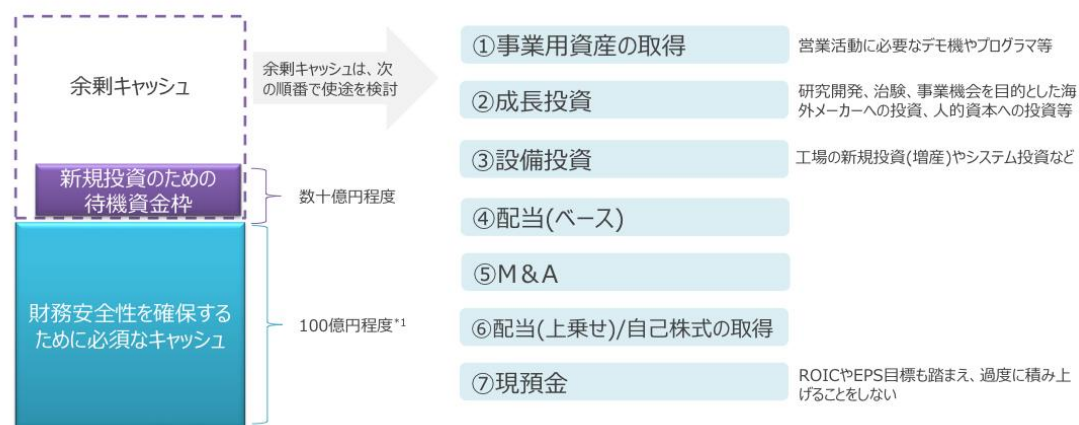 余剰キャッシュ
新規投資のための
待機資金枠
財務安全性を確保する
ために必須なキャッシュ
数十億円程度
100億円程度*1
余剰キャッシュは、次
の順番で使途を検討
①事業用資産の取得
営業活動に必要なデモ機やプログラマ等
②成長投資
研究開発、治験、事業機会を目的とした海
外メーカーへの投資、人的資本への投資等
③設備投資
工場の新規投資(増産)やシステム投資など
④配当(ベース)
⑤M&A
⑥配当(上乗せ)/自己株式の取得
⑦現預金
ROICやEPS目標も踏まえ、過度に積み上
げることをしない